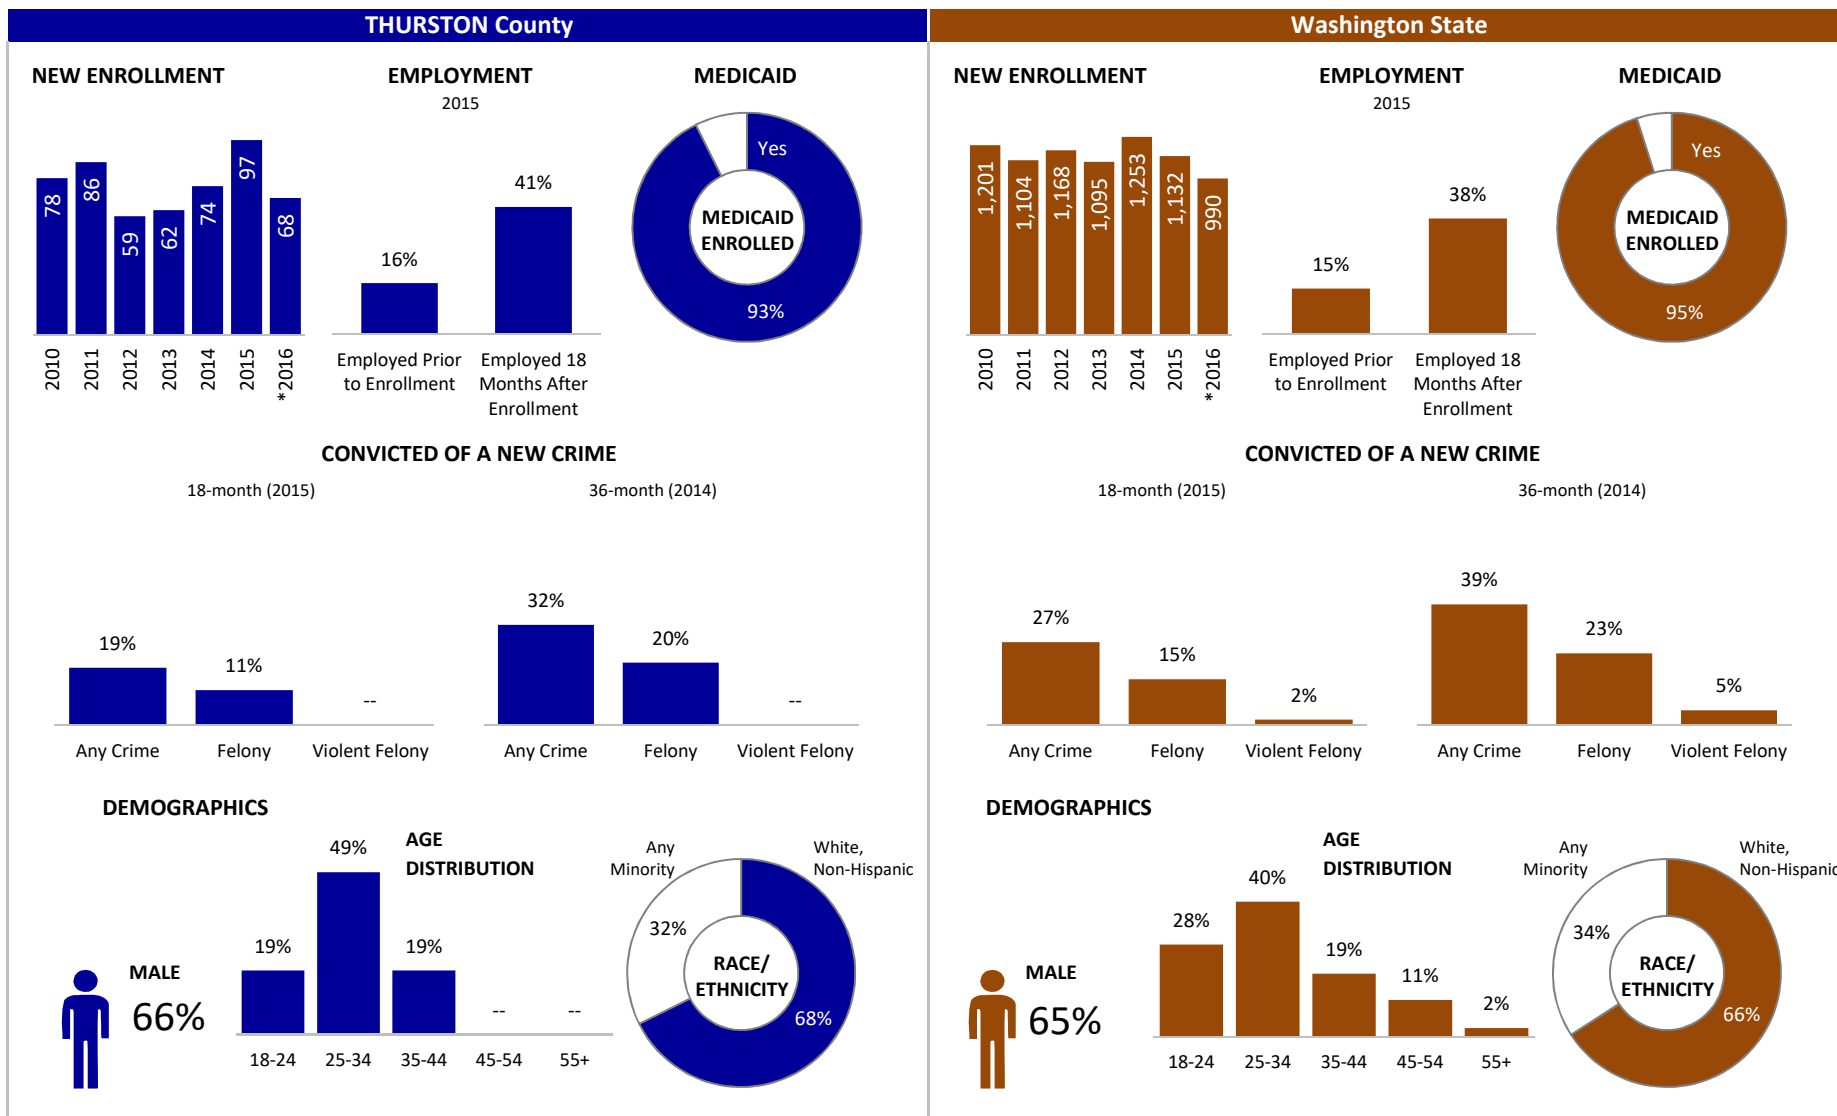 THURSTON County
NEW ENROLLMENT
78
86
59
62
74
97
68
2010
2011
2012
2013
2014
2015
*2016
EMPLOYMENT
2015
16%
41%
Employed Prior
to Enrollment
Employed 18
Months After
Enrollment
MEDICAID
Yes
MEDICAID
ENROLLED
93%
CONVICTED OF A NEW CRIME
18-month (2015)
19%
11%
--
Any Crime
Felony
Violent Felony
36-month (2014)
32%
20%
--
Any Crime
Felony
Violent Felony
DEMOGRAPHICS
MALE
66%
AGE
DISTRIBUTION
19%
49%
19%
--
--
18-24
25-34
35-44
45-54
55+
Any
Minority
White,
Non-Hispanic
32%
RACE/
ETHNICITY
68%
Washington State
NEW ENROLLMENT
1,201
1,104
1,168
1,095
1,253
1,132
990
2010
2011
2012
2013
2014
2015
*2016
EMPLOYMENT
2015
15%
38%
Employed Prior
to Enrollment
Employed 18
Months After
Enrollment
MEDICAID
Yes
MEDICAID
ENROLLED
95%
CONVICTED OF A NEW CRIME
18-month (2015)
27%
15%
2%
Any Crime
Felony
Violent Felony
36-month (2014)
39%
23%
5%
Any Crime
Felony
Violent Felony
DEMOGRAPHICS
MALE
65%
AGE
DISTRIBUTION
28%
40%
19%
11%
2%
18-24
25-34
35-44
45-54
55+
Any
Minority
White,
Non-Hispanic
34%
RACE/
ETHNICITY
66%